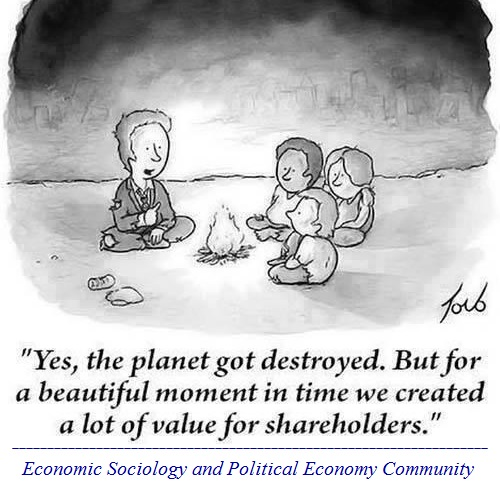 Toro
"Yes, the planet got destroyed. But for
a beautiful moment in time we created
a lot of value for shareholders."
Economic Sociology and Political Economy Community